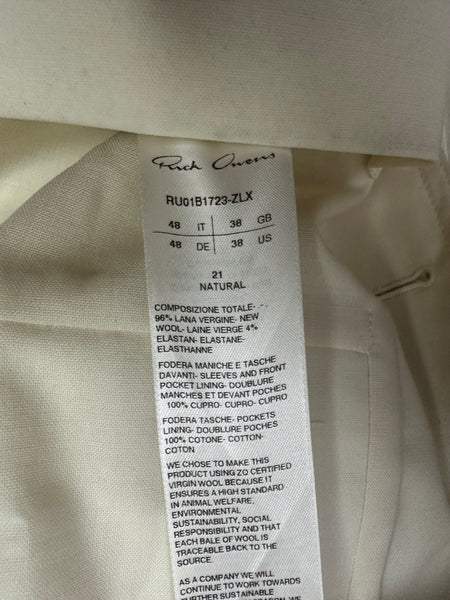 Rick Owens
RU01B1723-ZLX
48 IT 38 GB
48 DE 38 US
21
NATURAL
COMPOSIZIONE TOTALE- -
96% LANA VERGINE- NEW
WOOL- LAINE VIERGE 4%
ELASTAN- ELASTANE-
ELASTHANNE
FODERA MANICHE E TASCHE
DAVANTI- SLEEVES AND FRONT
POCKET LINING- DOUBLURE
MANCHES ET DEVANT POCHES
100% CUPRO- CUPRO- CUPRO
FODERA TASCHE- POCKETS
LINING- DOUBLURE POCHES
100% COTONE- COTTON-
COTON
WE CHOSE TO MAKE THIS
PRODUCT USING ZQ CERTIFIED
VIRGIN WOOL BECAUSE IT
ENSURES A HIGH STANDARD
IN ANIMAL WELFARE,
ENVIRONMENTAL
SUSTAINABILITY, SOCIAL
RESPONSIBILITY AND THAT
EACH BALE OF WOOL IS
TRACEABLE BACK TO THE
SOURCE.
AS A COMPANY WE WILL
CONTINUE TO WORK TOWARDS
FURTHER SUSTAINABLE